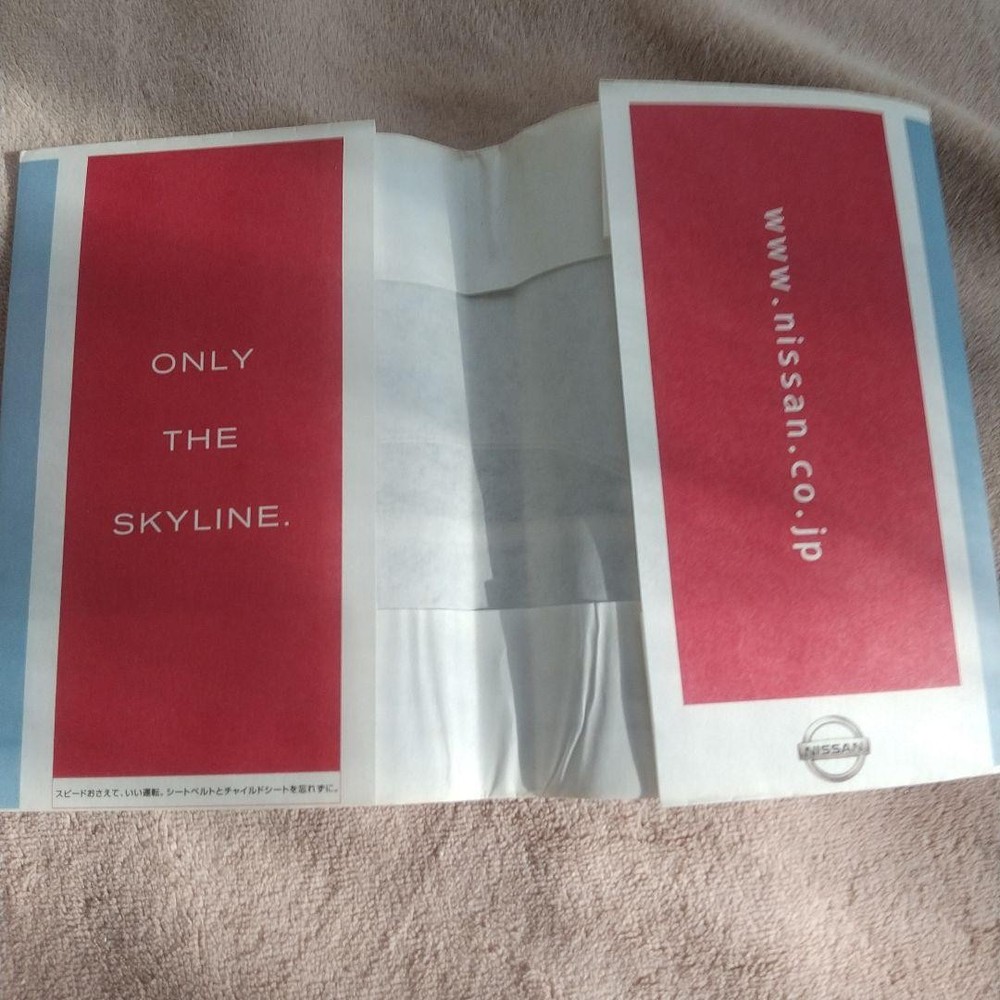 ONLY
THE
SKYLINE.
スピードおさえて、いい運転。シートベルトとチャイルドシートを忘れずに。
www.nissan.co.jp
NISSAN